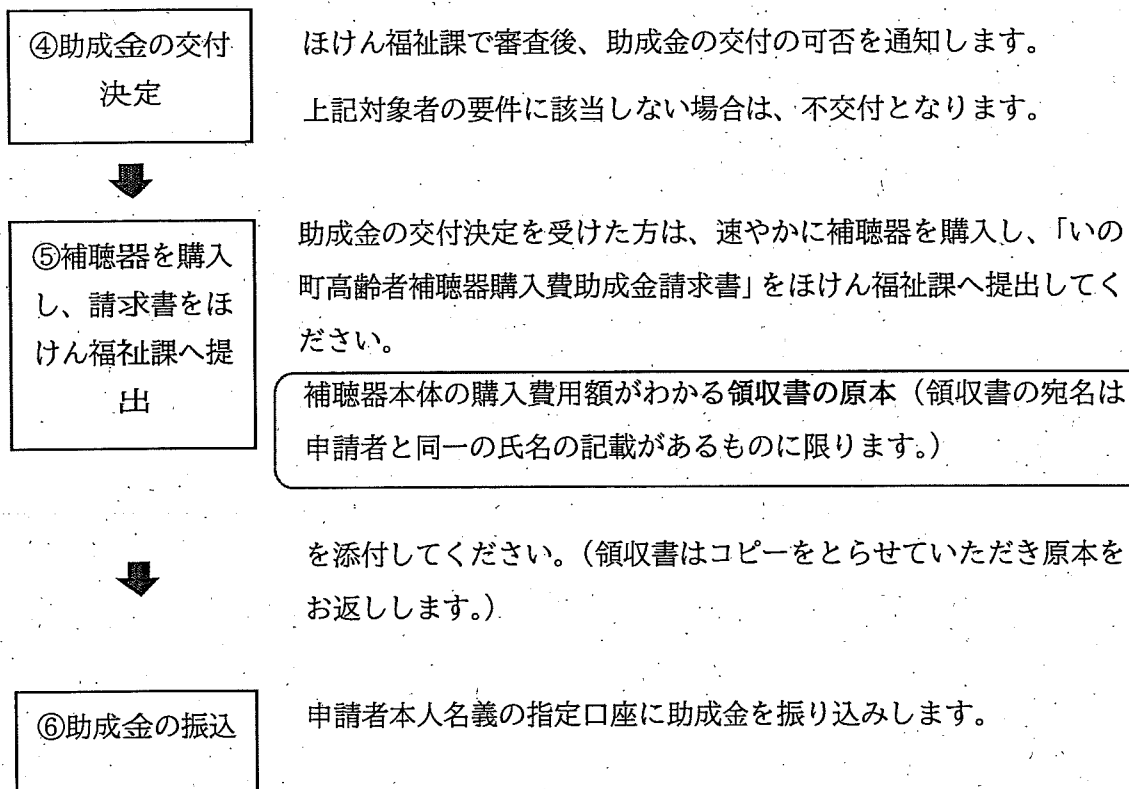 ④助成金の交付
決定
ほけん福祉課で審査後、助成金の交付の可否を通知します。
上記対象者の要件に該当しない場合は、不交付となります。
⑤補聴器を購入
し、請求書をほ
けん福祉課へ提
出
助成金の交付決定を受けた方は、速やかに補聴器を購入し、「いの
町高齢者補聴器購入費助成金請求書」をほけん福祉課へ提出してく
ださい。
補聴器本体の購入費用額がわかる領収書の原本（領収書の宛名は
申請者と同一の氏名の記載があるものに限ります。）
を添付してください。（領収書はコピーをとらせていただき原本を
お返しします。）
⑥助成金の振込
申請者本人名義の指定口座に助成金を振り込みします。